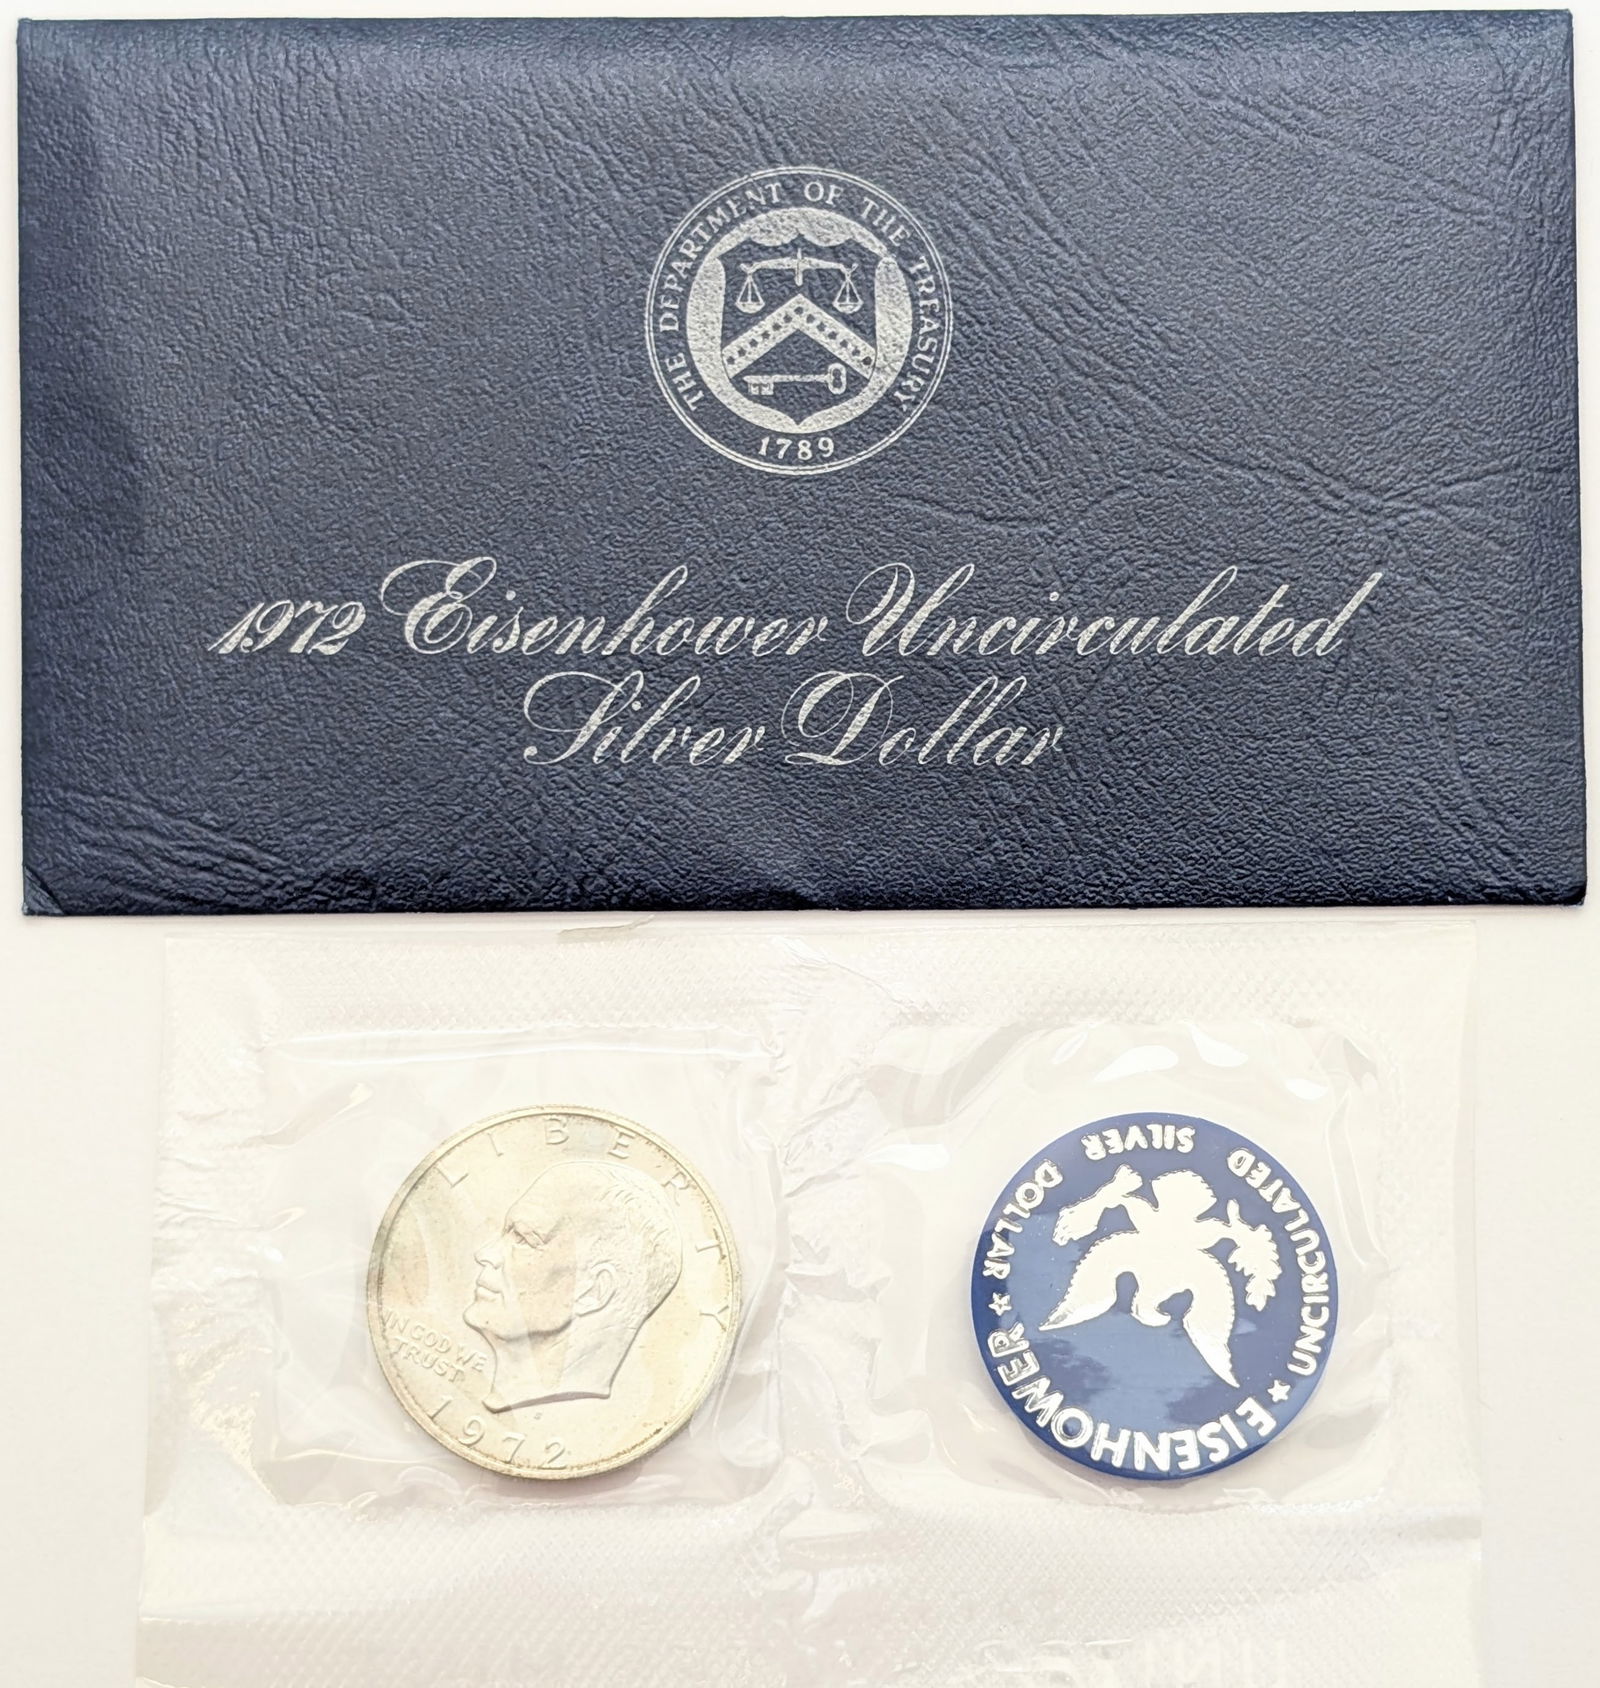 THE DEPARTMENT OF THE TREASURY
1789
1972 Eisenhower Uncirculated
Silver Dollar
LIBERTY
IN GOD WE
TRUST
1972
S
EISENHOWER ★ UNCIRCULATED SILVER DOLLAR ★